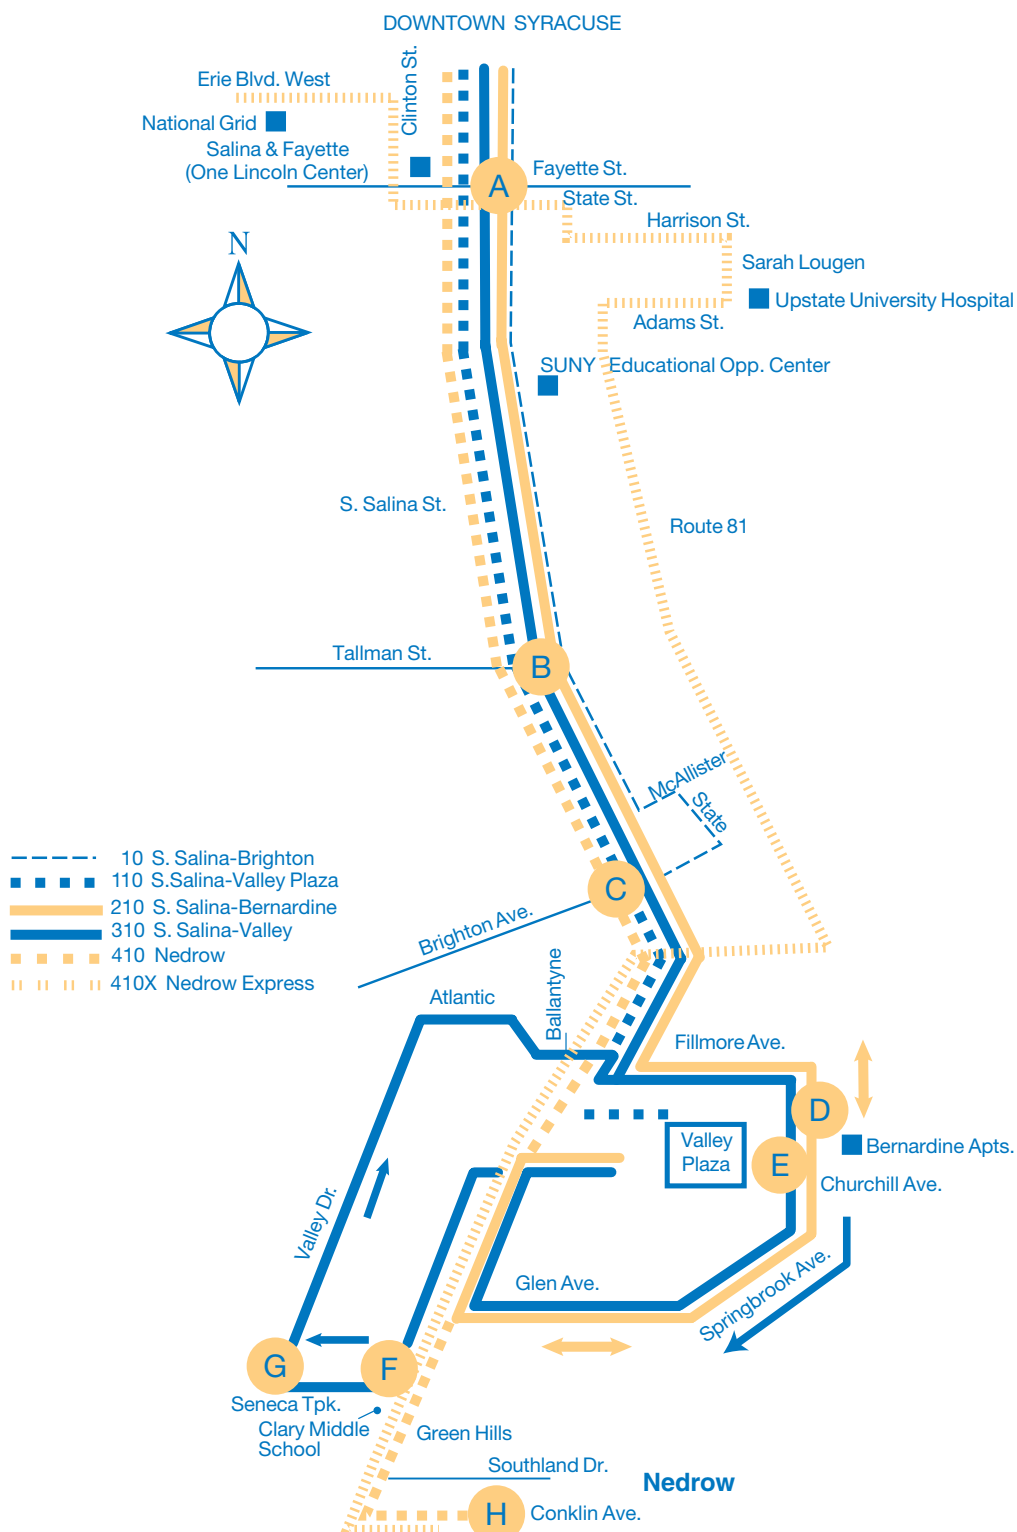 DOWNTOWN SYRACUSE
Clinton St.
Erie Blvd. West
National Grid
Salina & Fayette
(One Lincoln Center)
A
Fayette St.
State St.
Harrison St.
N
Sarah Lougen
Upstate University Hospital
Adams St.
SUNY Educational Opp. Center
S. Salina St.
Route 81
Tallman St.
B
McAllister
State
10 S. Salina-Brighton
110 S.Salina-Valley Plaza
210 S. Salina-Bernardine
310 S. Salina-Valley
410 Nedrow
410X Nedrow Express
C
Brighton Ave.
Ballantyne
Atlantic
Fillmore Ave.
D
Valley
Plaza
E
Bernardine Apts.
Churchill Ave.
Valley Dr.
Glen Ave.
Springbrook Ave.
G
F
Seneca Tpk.
Clary Middle
School
Green Hills
Southland Dr.
Nedrow
H
Conklin Ave.